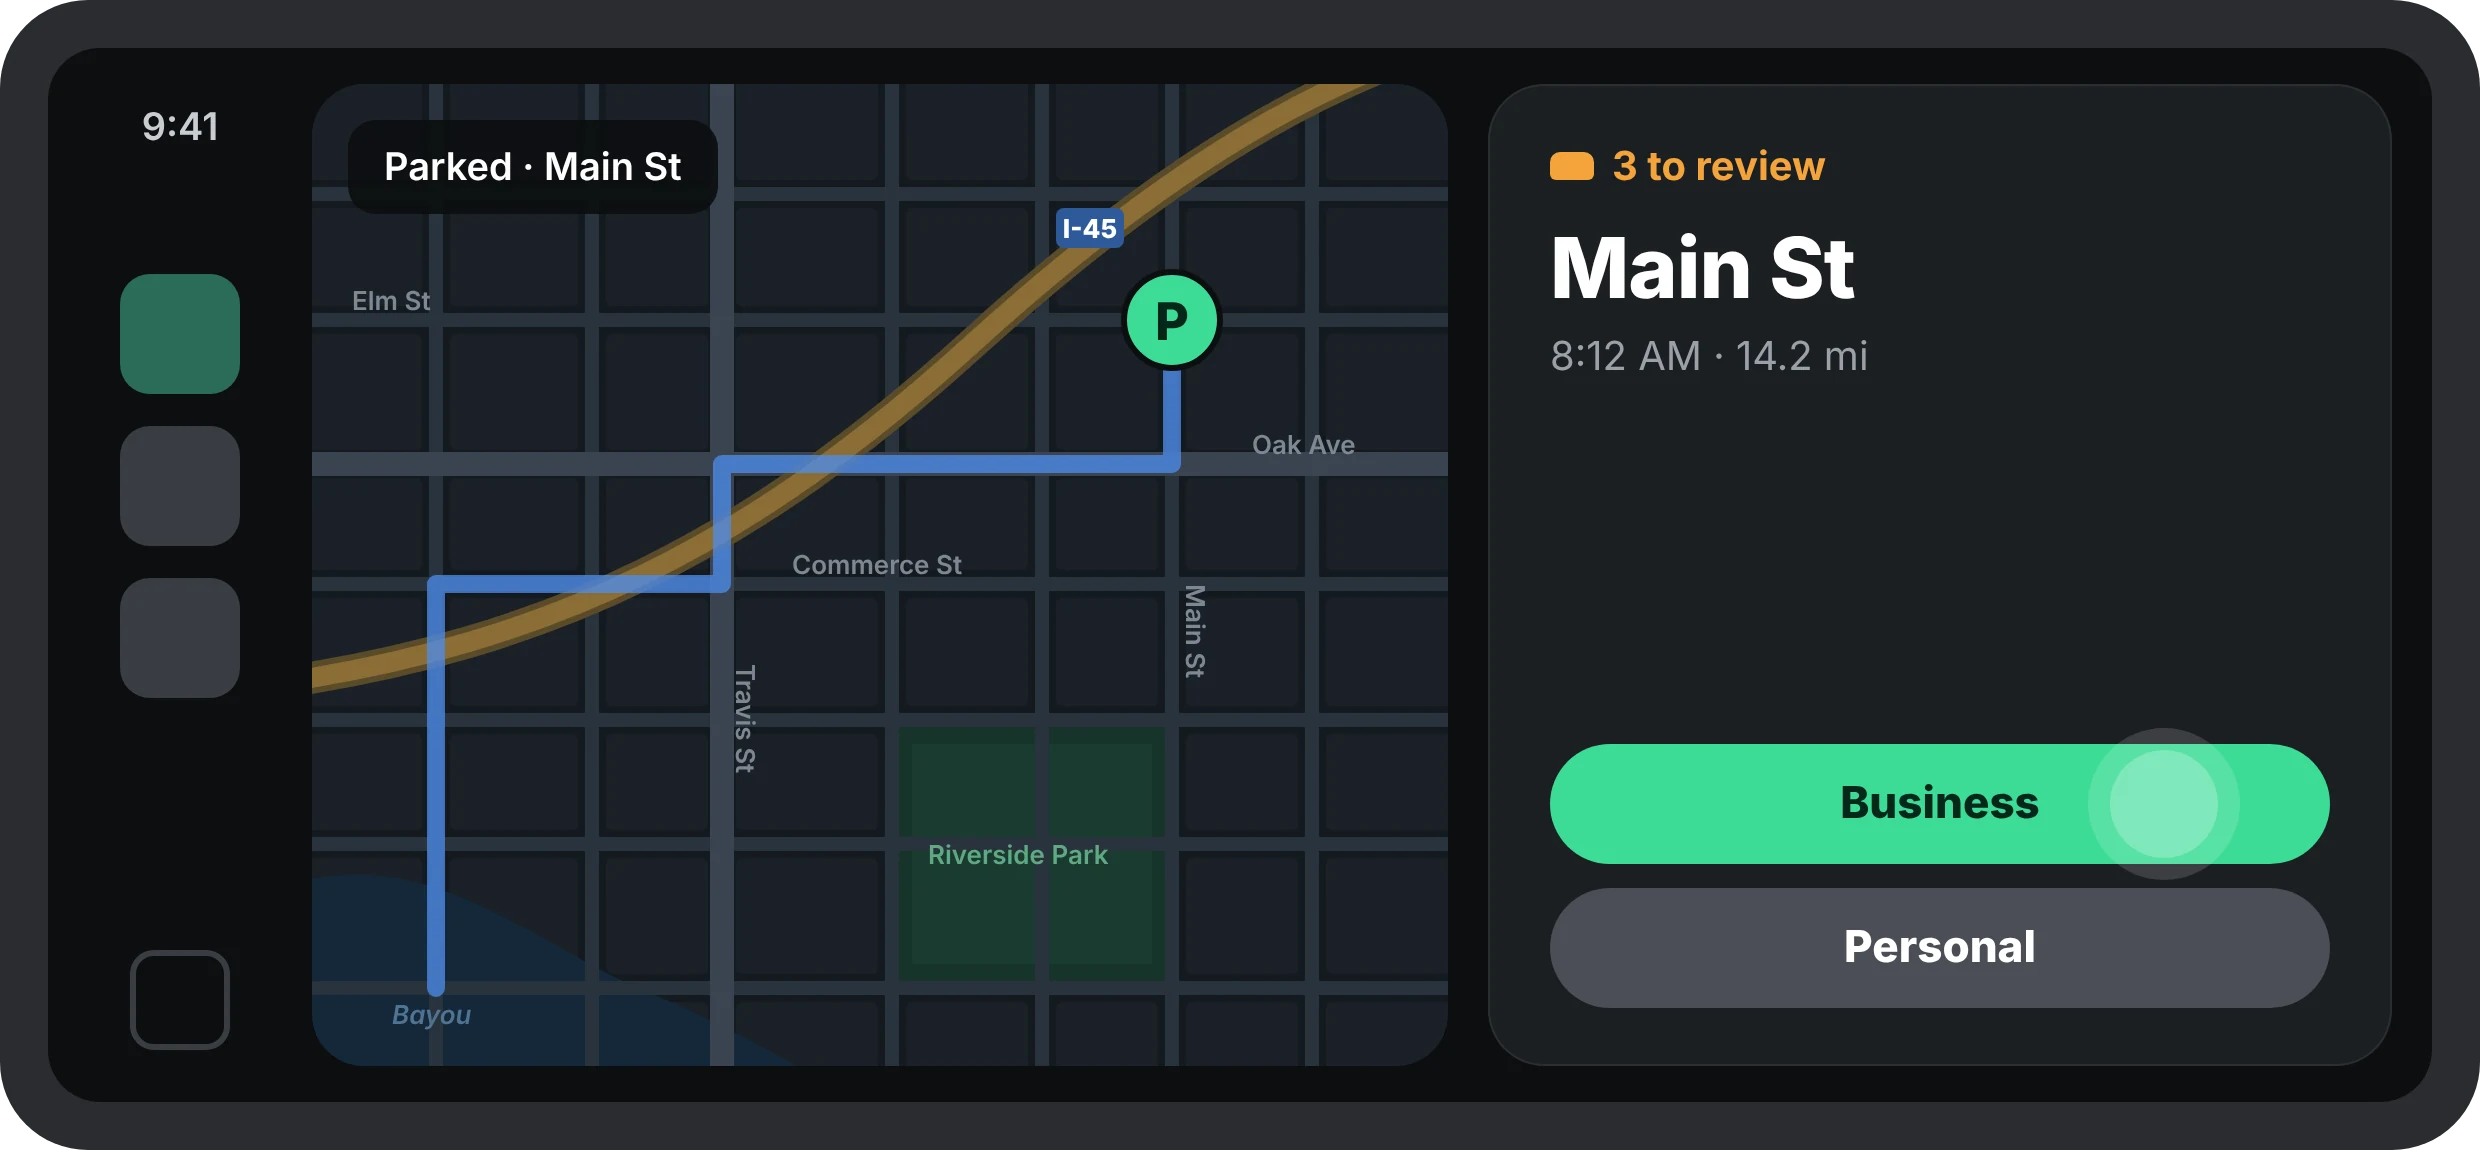 9:41
Parked · Main St
I-45
P
Elm St
Oak Ave
Commerce St
Main St
Travis St
Riverside Park
Bayou
3 to review
Main St
8:12 AM · 14.2 mi
Business
Personal